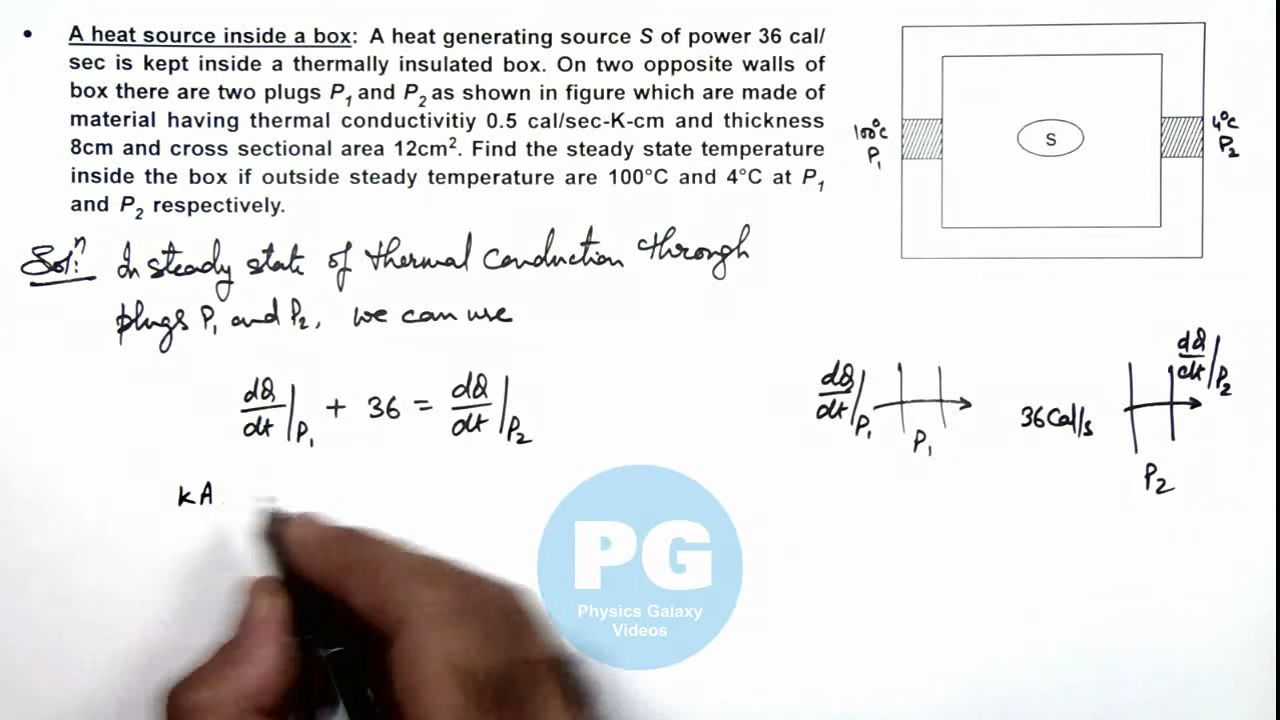 • A heat source inside a box: A heat generating source S of power 36 cal/
sec is kept inside a thermally insulated box. On two opposite walls of
box there are two plugs P₁ and P₂ as shown in figure which are made of
material having thermal conductivitiy 0.5 cal/sec-K-cm and thickness
8cm and cross sectional area 12cm². Find the steady state temperature
inside the box if outside steady temperature are 100°C and 4°C at P₁
and P₂ respectively.
100°C
P₁
S
4°C
P₂
Solⁿ: In steady state of thermal conduction through
plugs P₁ and P₂, we can use
dQ/dt|P₁ + 36 = dQ/dt|P₂
kA
dQ/dt|P₁
P₁
36 Cal/s
dQ/dt|P₂
P₂
PG
Physics Galaxy
Videos